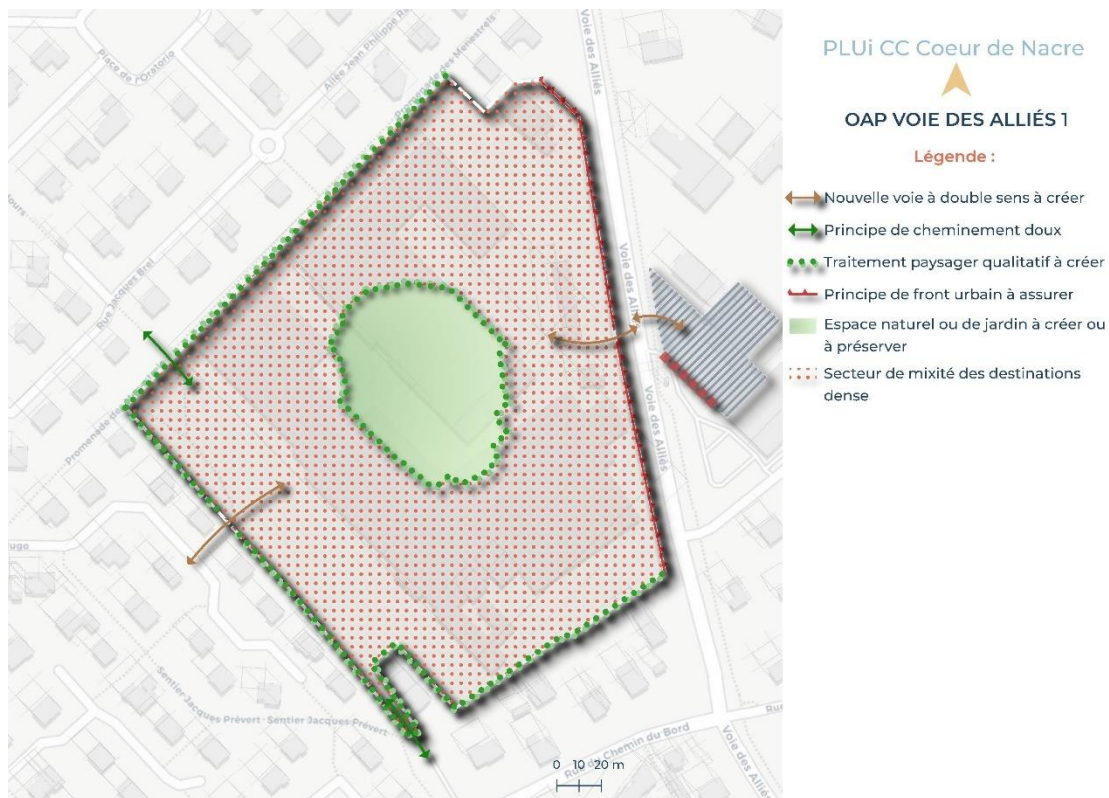 PLUi CC Coeur de Nacre
OAP VOIE DES ALLIÉS 1
Légende :
Nouvelle voie à double sens à créer
Principe de cheminement doux
Traitement paysager qualitatif à créer
Principe de front urbain à assurer
Espace naturel ou de jardin à créer ou
à préserver
Secteur de mixité des destinations
dense
Place de l'Oratorio
Allée Jean Philippe
Promenade des Menestrels
Voie des Alliés
Rue Jacques Brel
Voie des Alliés
Promenade
Voie des Alliés
ugo
Sentier Jacques Prévert - Sentier Jacques Prévert
Chemin du Bord
Voie des Alliés
0 10 20 m